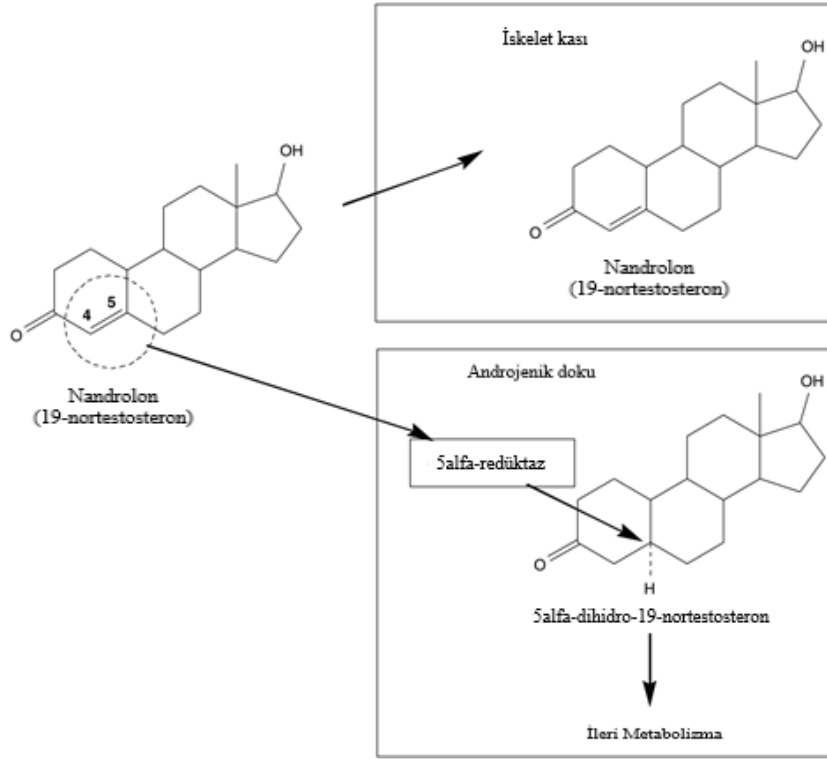 İskelet kası
OH
O
Nandrolon
(19-nortestosteron)
OH
4
5
O
Nandrolon
(19-nortestosteron)
Androjenik doku
OH
5alfa-redüktaz
O
H
5alfa-dihidro-19-nortestosteron
İleri Metabolizma